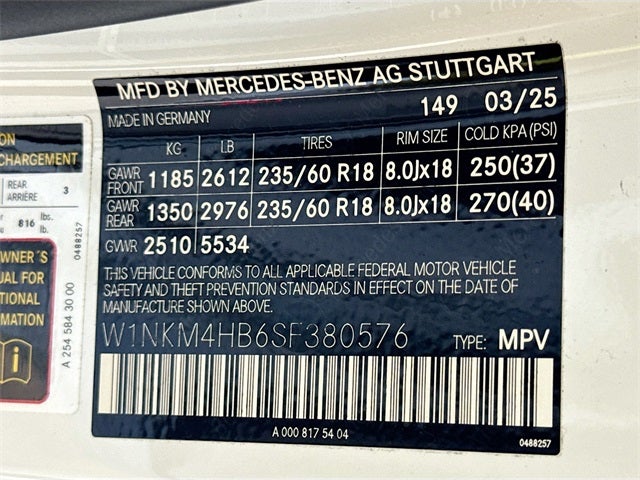 ON
CHARGEMENT
REAR
ARRIÈRE 3
816 lbs.
lb.
0488257
OWNER´S
UAL FOR
ITIONAL
RMATION
i
A 254 584 30 00
MFD BY MERCEDES-BENZ AG STUTTGART
MADE IN GERMANY 149 03/25
KG LB TIRES RIM SIZE COLD KPA (PSI)
GAWR
FRONT 1185 2612 235/60 R18 8.0Jx18 250(37)
GAWR
REAR 1350 2976 235/60 R18 8.0Jx18 270(40)
GVWR 2510 5534
THIS VEHICLE CONFORMS TO ALL APPLICABLE FEDERAL MOTOR VEHICLE
SAFETY AND THEFT PREVENTION STANDARDS IN EFFECT ON THE DATE OF
MANUFACTURE SHOWN ABOVE.
W1NKM4HB6SF380576 TYPE: MPV
A 000 817 54 04
0488257